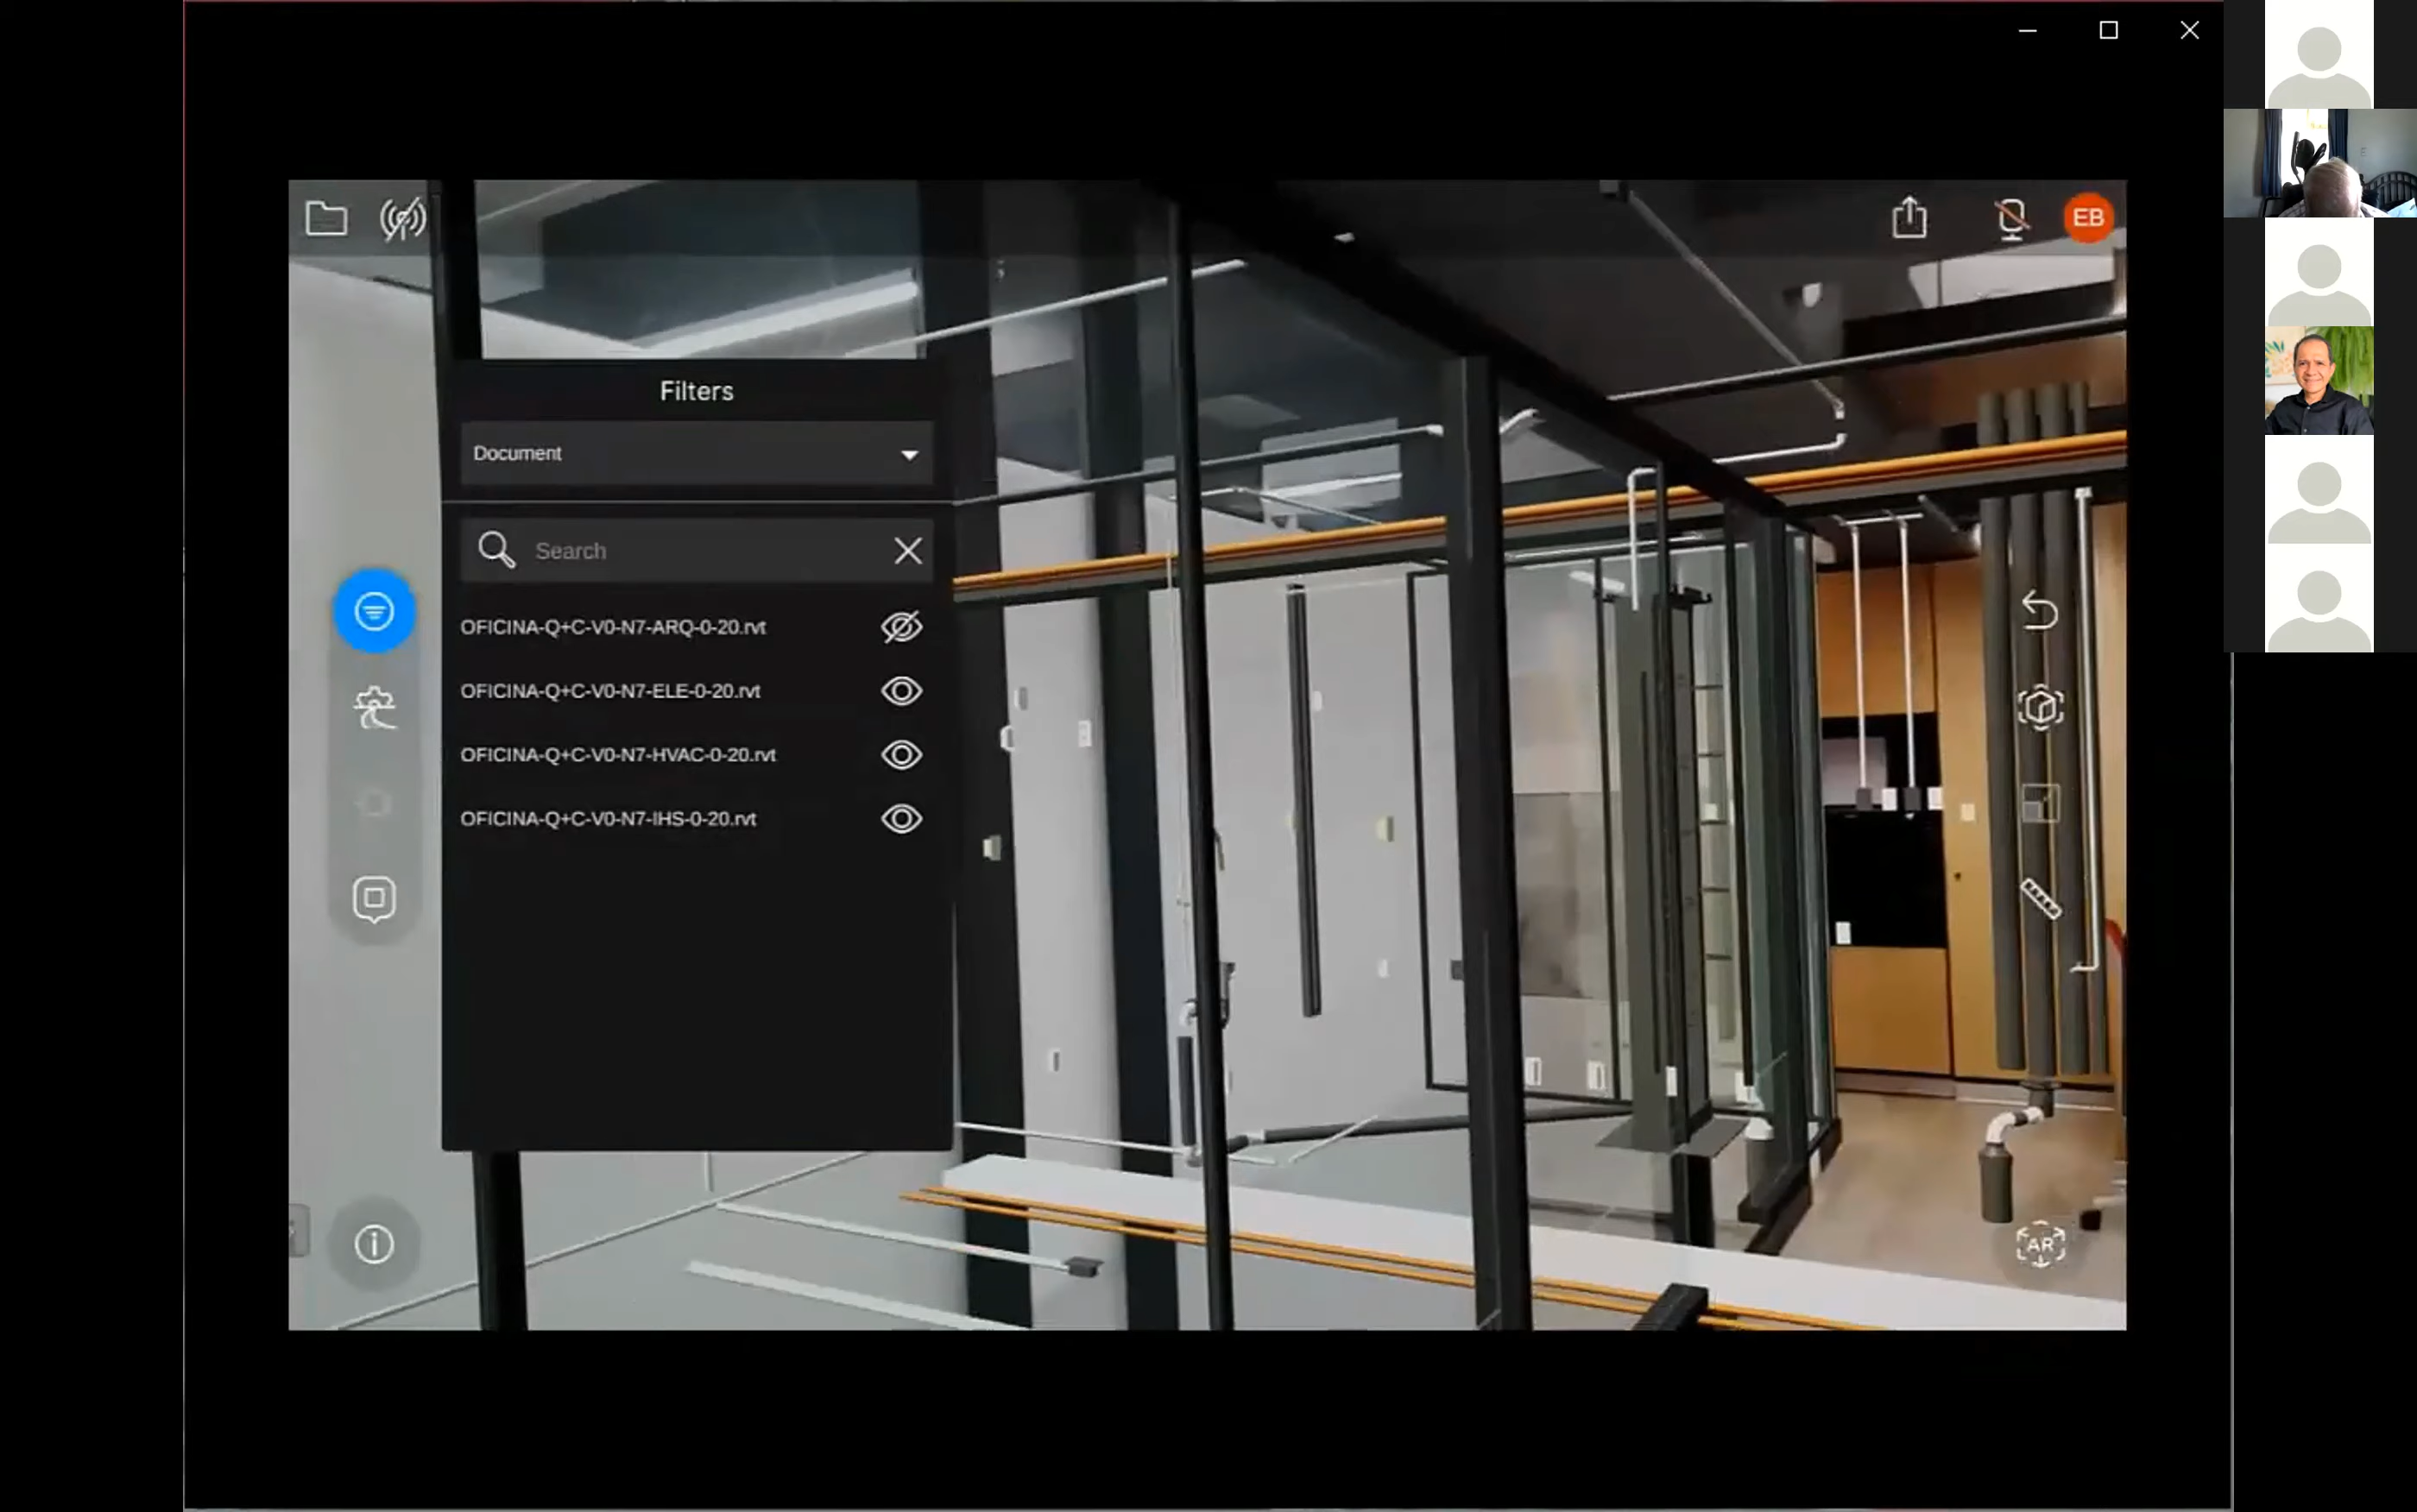 EB
Filters
Document
Search
OFICINA-Q+C-V0-N7-ARQ-0-20.rvt
OFICINA-Q+C-V0-N7-ELE-0-20.rvt
OFICINA-Q+C-V0-N7-HVAC-0-20.rvt
OFICINA-Q+C-V0-N7-IHS-0-20.rvt
AR